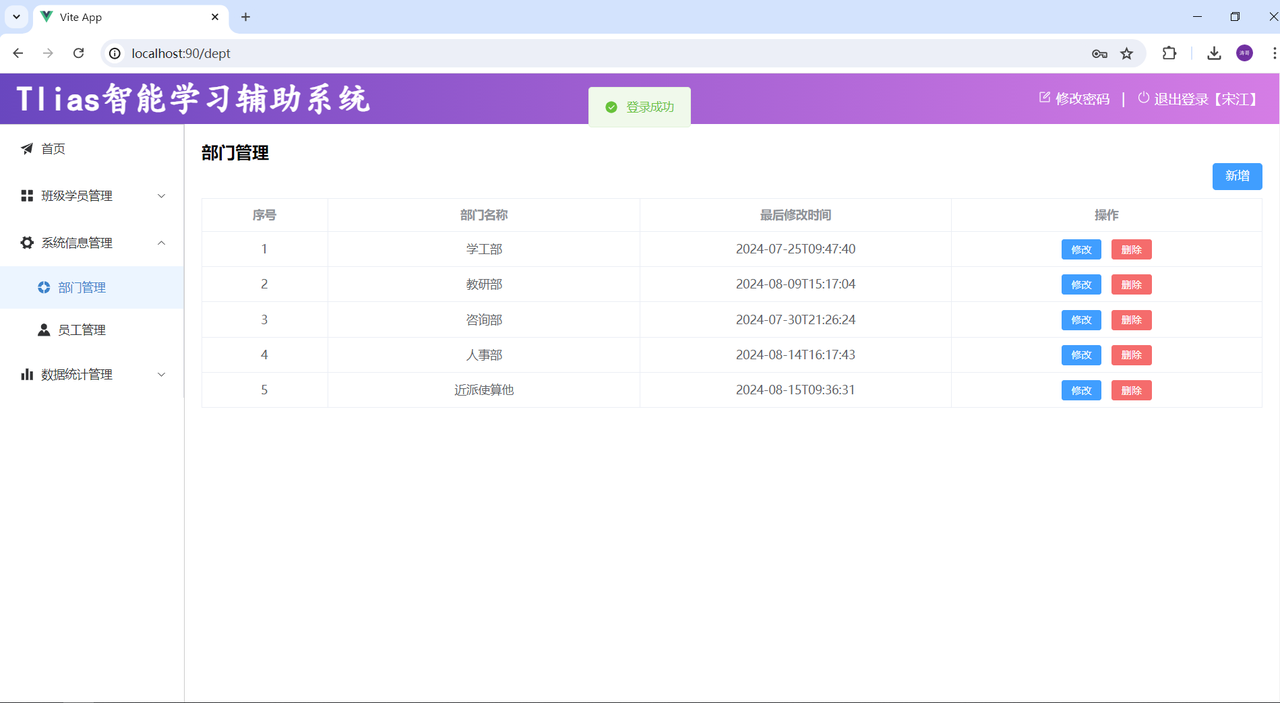 Vite App
localhost:90/dept
Tlias智能学习辅助系统
登录成功
修改密码 | 退出登录【宋江】
首页
班级学员管理
系统信息管理
部门管理
员工管理
数据统计管理
部门管理
新增
序号 部门名称 最后修改时间 操作
1 学工部 2024-07-25T09:47:40 修改 删除
2 教研部 2024-08-09T15:17:04 修改 删除
3 咨询部 2024-07-30T21:26:24 修改 删除
4 人事部 2024-08-14T16:17:43 修改 删除
5 近派使算他 2024-08-15T09:36:31 修改 删除